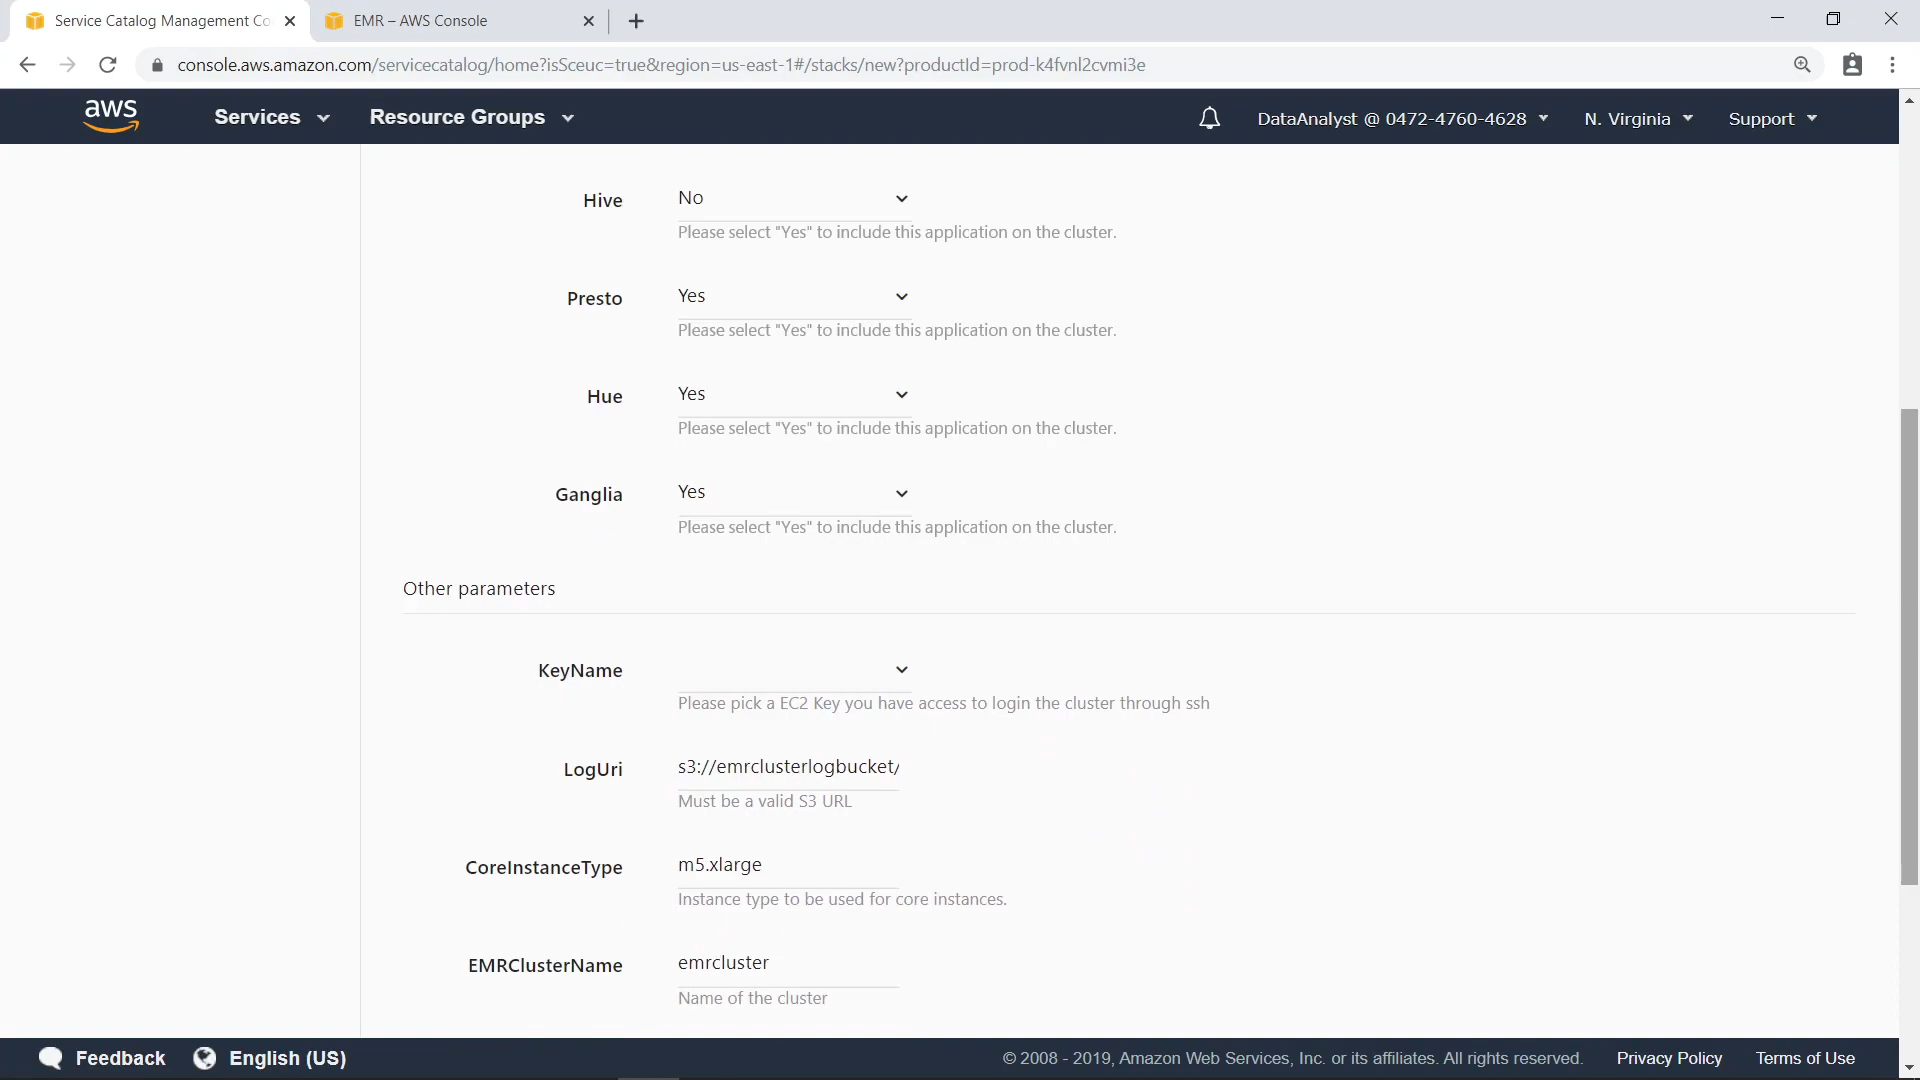 Service Catalog Management Co
EMR – AWS Console
console.aws.amazon.com/servicecatalog/home?isSceuc=true&region=us-east-1#/stacks/new?productId=prod-k4fvnl2cvmi3e
aws
Services
Resource Groups
DataAnalyst @ 0472-4760-4628
N. Virginia
Support
Hive
No
Please select "Yes" to include this application on the cluster.
Presto
Yes
Please select "Yes" to include this application on the cluster.
Hue
Yes
Please select "Yes" to include this application on the cluster.
Ganglia
Yes
Please select "Yes" to include this application on the cluster.
Other parameters
KeyName
Please pick a EC2 Key you have access to login the cluster through ssh
LogUri
s3://emrclusterlogbucket/
Must be a valid S3 URL
CoreInstanceType
m5.xlarge
Instance type to be used for core instances.
EMRClusterName
emrcluster
Name of the cluster
Feedback
English (US)
© 2008 - 2019, Amazon Web Services, Inc. or its affiliates. All rights reserved.
Privacy Policy
Terms of Use